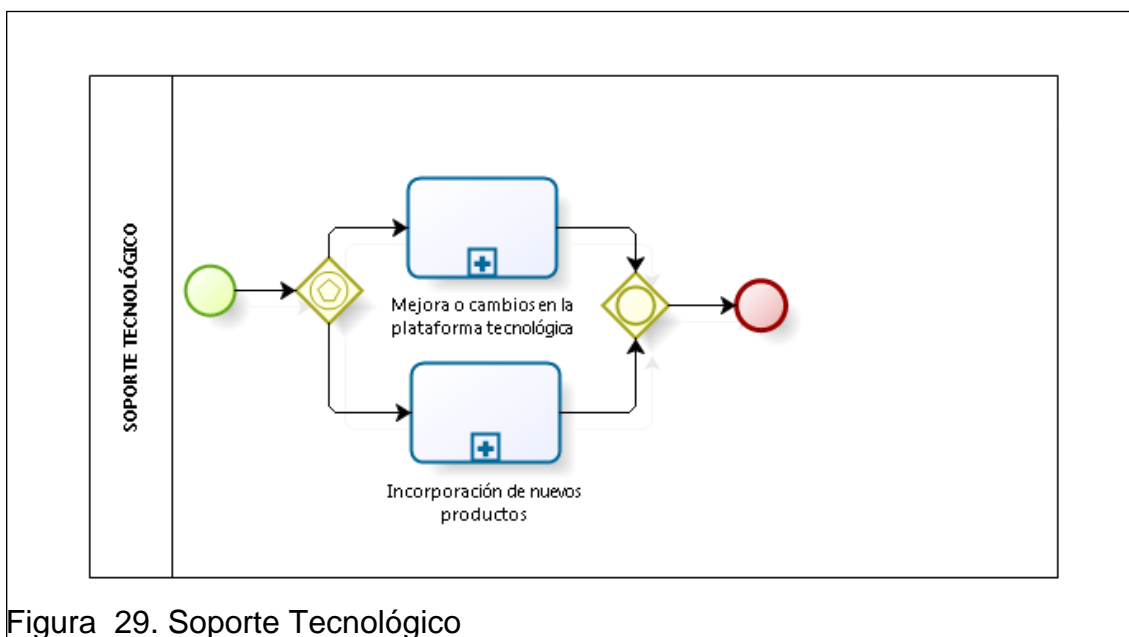 SOPORTE TECNOLÓGICO
Mejora o cambios en la
plataforma tecnológica
Incorporación de nuevos
productos
Figura 29. Soporte Tecnológico